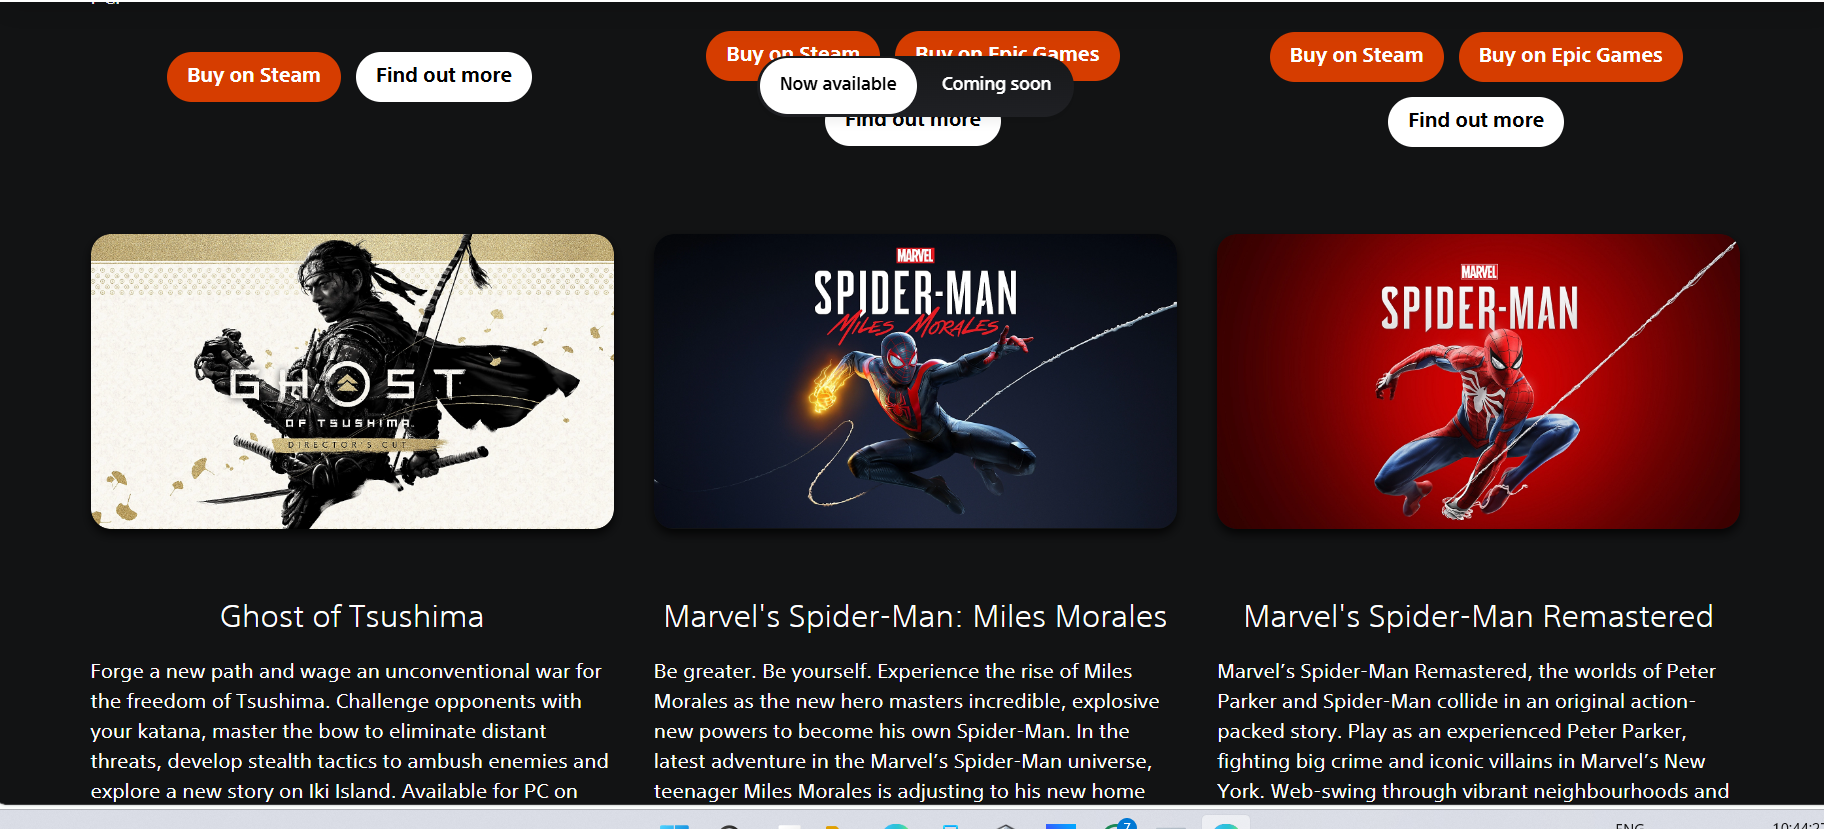 Buy on Steam
Find out more
Buy on Steam
Buy on Epic Games
Now available
Coming soon
Find out more
Buy on Steam
Buy on Epic Games
Find out more
GHOST
OF TSUSHIMA
DIRECTOR'S CUT
MARVEL
SPIDER-MAN
MILES MORALES
MARVEL
SPIDER-MAN
Ghost of Tsushima
Forge a new path and wage an unconventional war for
the freedom of Tsushima. Challenge opponents with
your katana, master the bow to eliminate distant
threats, develop stealth tactics to ambush enemies and
explore a new story on Iki Island. Available for PC on
Marvel's Spider-Man: Miles Morales
Be greater. Be yourself. Experience the rise of Miles
Morales as the new hero masters incredible, explosive
new powers to become his own Spider-Man. In the
latest adventure in the Marvel’s Spider-Man universe,
teenager Miles Morales is adjusting to his new home
Marvel's Spider-Man Remastered
Marvel’s Spider-Man Remastered, the worlds of Peter
Parker and Spider-Man collide in an original action-
packed story. Play as an experienced Peter Parker,
fighting big crime and iconic villains in Marvel’s New
York. Web-swing through vibrant neighbourhoods and
7
ENG
10:44:27